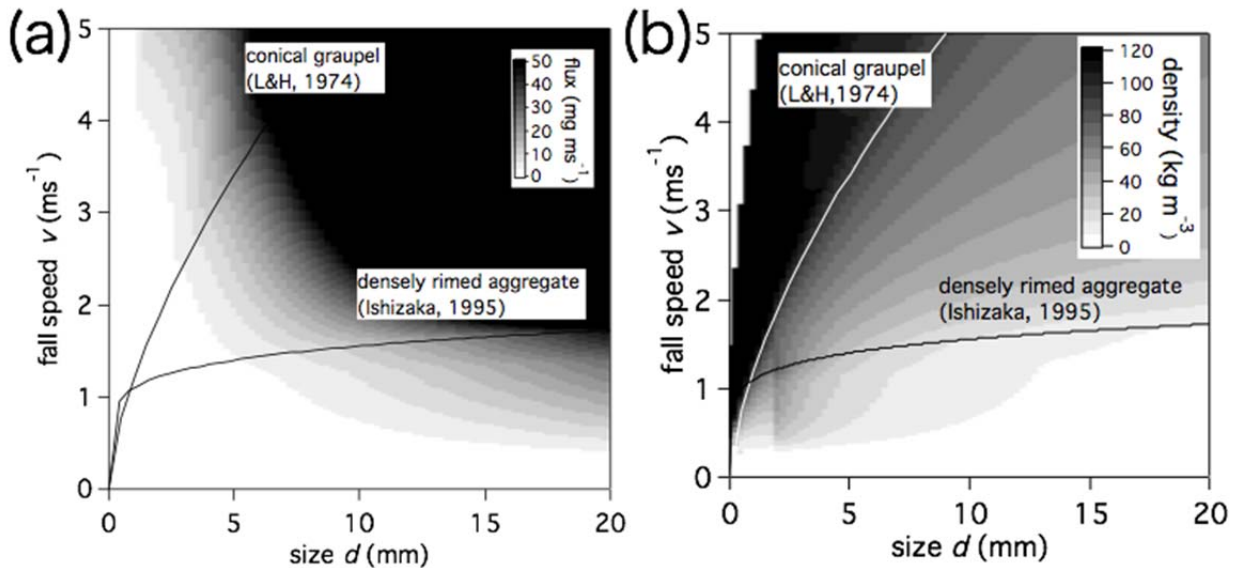 (a)
5
4
3
2
1
0
fall speed v (ms-1)
conical graupel
(L&H, 1974)
50
40
30
20
10
0
flux (mg ms-1)
densely rimed aggregate
(Ishizaka, 1995)
0 5 10 15 20
size d (mm)
(b)
5
4
3
2
1
0
fall speed v (ms-1)
conical graupel
(L&H,1974)
120
100
80
60
40
20
0
density (kg m-3)
densely rimed aggregate
(Ishizaka, 1995)
0 5 10 15 20
size d (mm)